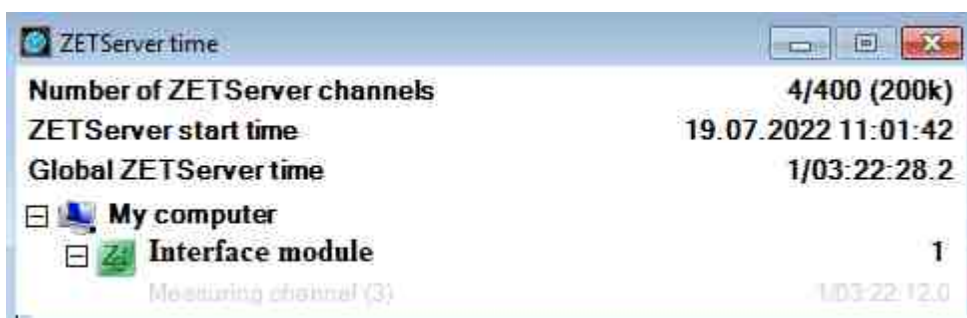 ZETServer time
Number of ZETServer channels 4/400 (200k)
ZETServer start time 19.07.2022 11:01:42
Global ZETServer time 1/03:22:28.2
My computer
Interface module 1
Measuring channel (3) 1/03:22:12.0